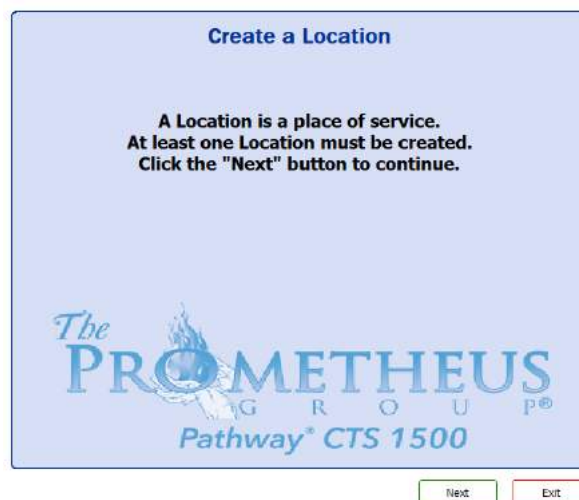 Create a Location
A Location is a place of service.
At least one Location must be created.
Click the "Next" button to continue.
The
PROMETHEUS
GROUP®
Pathway® CTS 1500
Next
Exit